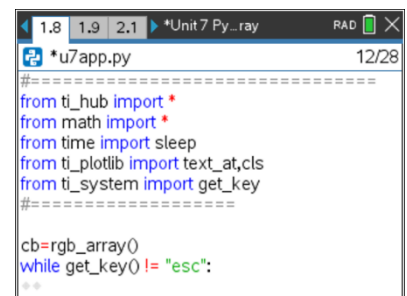 1.8 1.9 2.1 *Unit 7 Py…ray RAD
*u7app.py 12/28
#================================
from ti_hub import *
from math import *
from time import sleep
from ti_plotlib import text_at,cls
from ti_system import get_key
#===================
cb=rgb_array()
while get_key() != "esc":